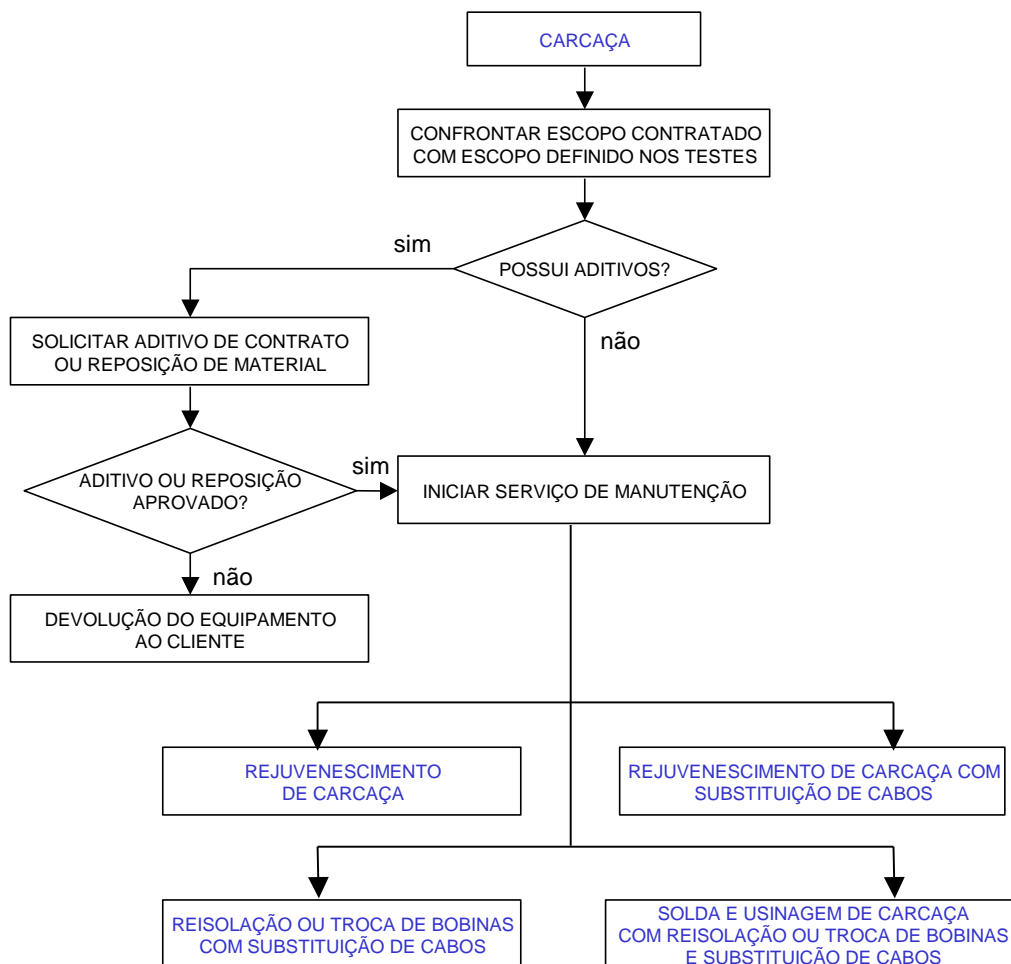 CARCAÇA
CONFRONTAR ESCOPO CONTRATADO
COM ESCOPO DEFINIDO NOS TESTES
sim
POSSUI ADITIVOS?
não
SOLICITAR ADITIVO DE CONTRATO
OU REPOSIÇÃO DE MATERIAL
ADITIVO OU REPOSIÇÃO
APROVADO?
sim
INICIAR SERVIÇO DE MANUTENÇÃO
não
DEVOLUÇÃO DO EQUIPAMENTO
AO CLIENTE
REJUVENESCIMENTO
DE CARCAÇA
REJUVENESCIMENTO DE CARCAÇA COM
SUBSTITUIÇÃO DE CABOS
REISOLAÇÃO OU TROCA DE BOBINAS
COM SUBSTITUIÇÃO DE CABOS
SOLDA E USINAGEM DE CARCAÇA
COM REISOLAÇÃO OU TROCA DE BOBINAS
E SUBSTITUIÇÃO DE CABOS